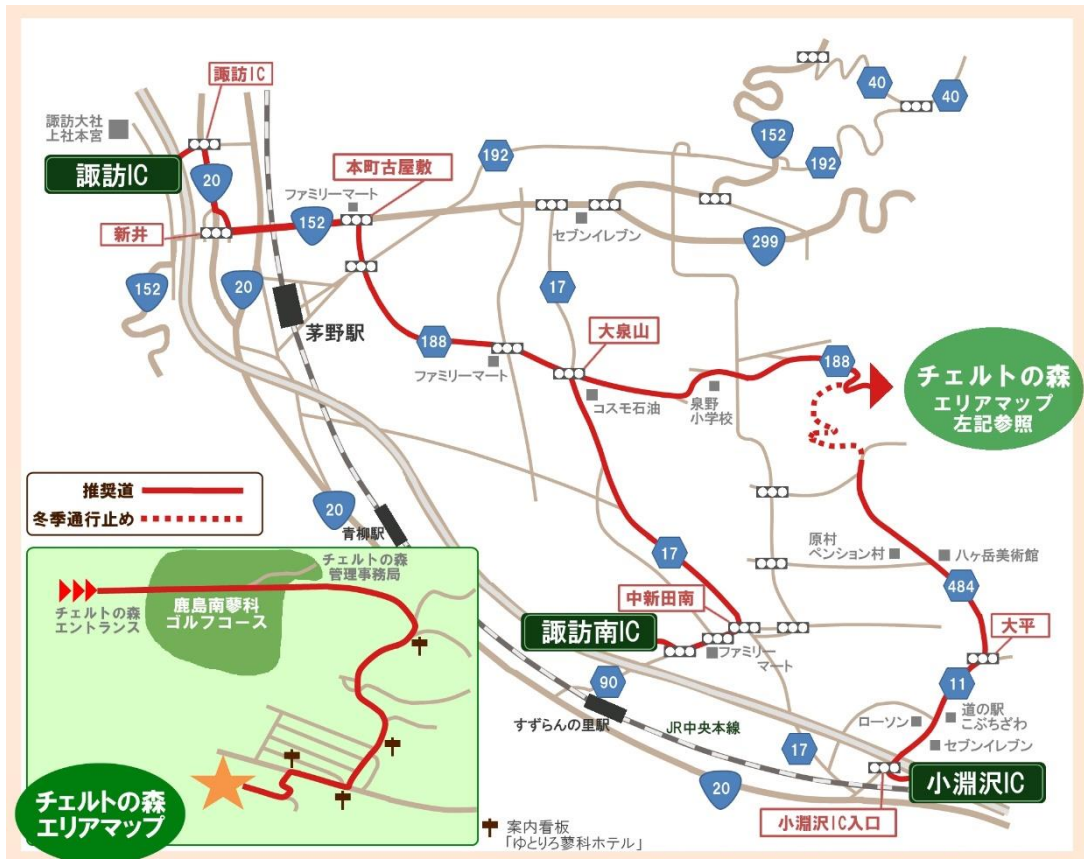 諏訪IC
諏訪大社
上社本宮
諏訪IC
20
新井
152
152
20
ファミリーマート
本町古屋敷
192
セブンイレブン
152
40
40
192
299
17
茅野駅
188
ファミリーマート
大泉山
コスモ石油
泉野
小学校
188
チェルトの森
エリアマップ
左記参照
推奨道
冬季通行止め
20
青柳駅
17
中新田南
諏訪南IC
ファミリー
マート
原村
ペンション村
八ヶ岳美術館
484
大平
11
道の駅
こぶちざわ
ローソン
セブンイレブン
90
すずらんの里駅
JR中央本線
17
20
小淵沢IC
小淵沢IC入口
チェルトの森
エントランス
鹿島南蓼科
ゴルフコース
チェルトの森
管理事務局
チェルトの森
エリアマップ
案内看板
「ゆとりろ蓼科ホテル」